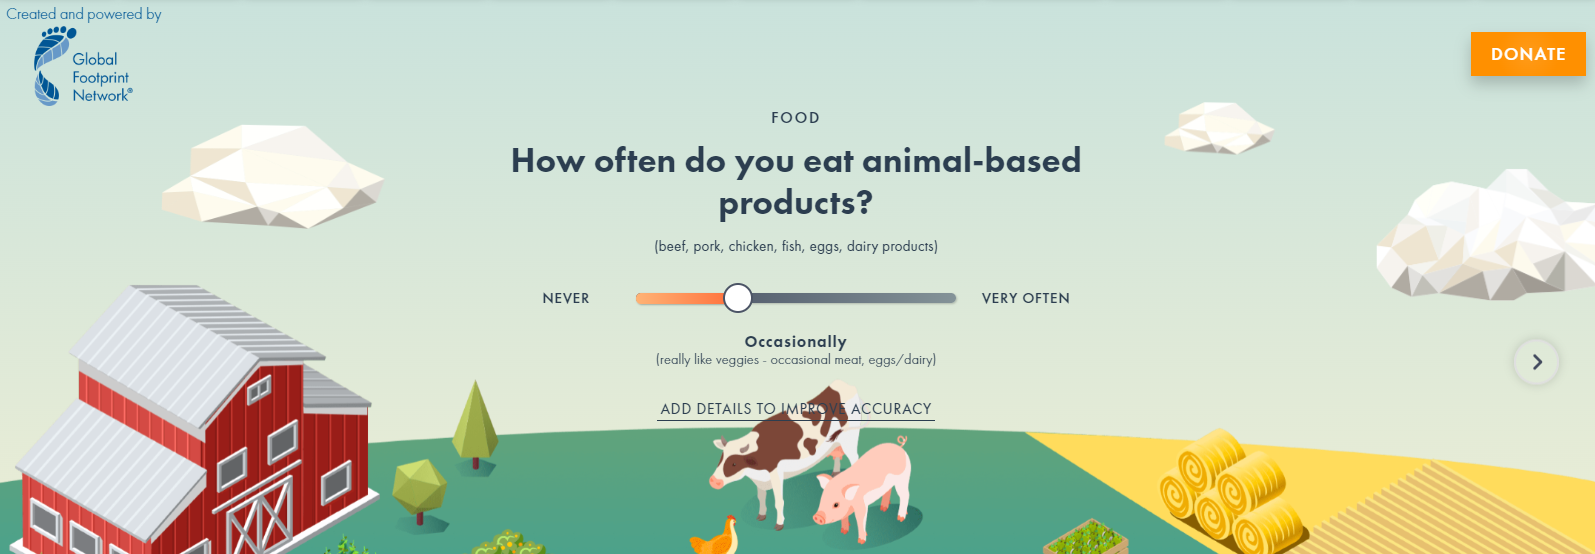 Created and powered by
Global
Footprint
Network®
DONATE
FOOD
How often do you eat animal-based
products?
(beef, pork, chicken, fish, eggs, dairy products)
NEVER
VERY OFTEN
Occasionally
(really like veggies - occasional meat, eggs/dairy)
ADD DETAILS TO IMPROVE ACCURACY